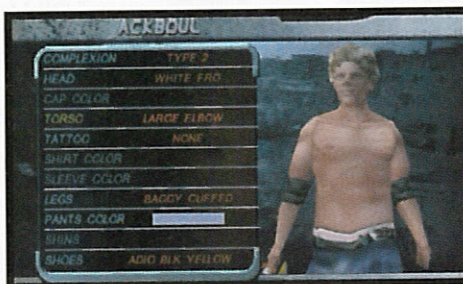 ACKBOUL
COMPLEXION TYPE 2
HEAD WHITE FRO
CAP COLOR
TORSO LARGE ELBOW
TATTOO NONE
SHIRT COLOR
SLEEVE COLOR
LEGS BAGGY CUFFED
PANTS COLOR
SHINS
SHOES ADIO BLK YELLOW